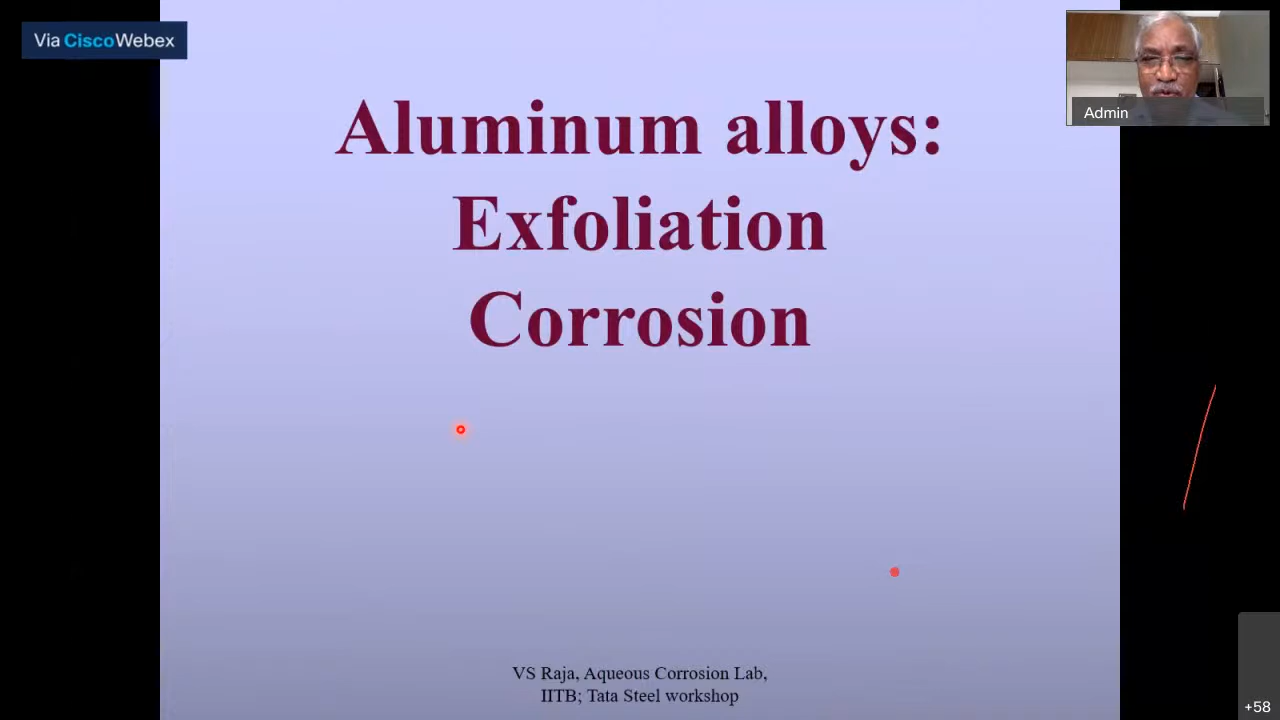 Via CiscoWebex
Admin
Aluminum alloys:
Exfoliation
Corrosion
VS Raja, Aqueous Corrosion Lab,
IITB; Tata Steel workshop
+58